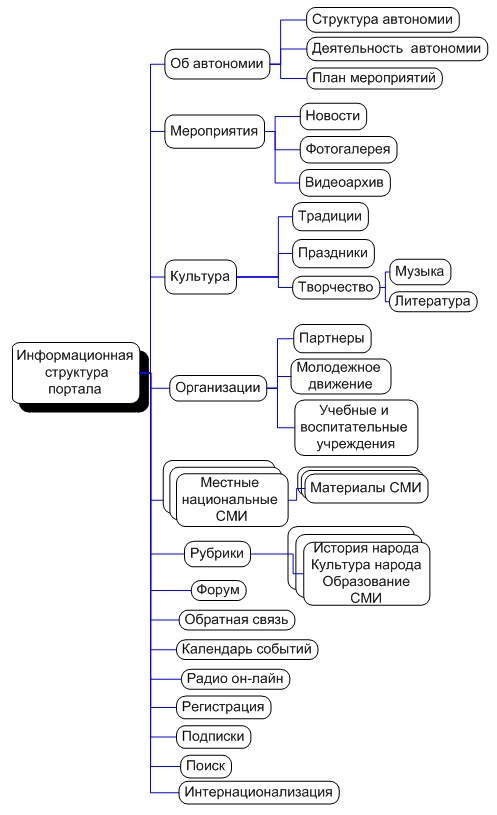 Информационная
структура
портала
Об автономии
Структура автономии
Деятельность автономии
План мероприятий
Мероприятия
Новости
Фотогалерея
Видеоархив
Культура
Традиции
Праздники
Творчество
Музыка
Литература
Организации
Партнеры
Молодежное
движение
Учебные и
воспитательные
учреждения
Местные
национальные
СМИ
Материалы СМИ
Рубрики
История народа
Культура народа
Образование
СМИ
Форум
Обратная связь
Календарь событий
Радио он-лайн
Регистрация
Подписки
Поиск
Интернационализация